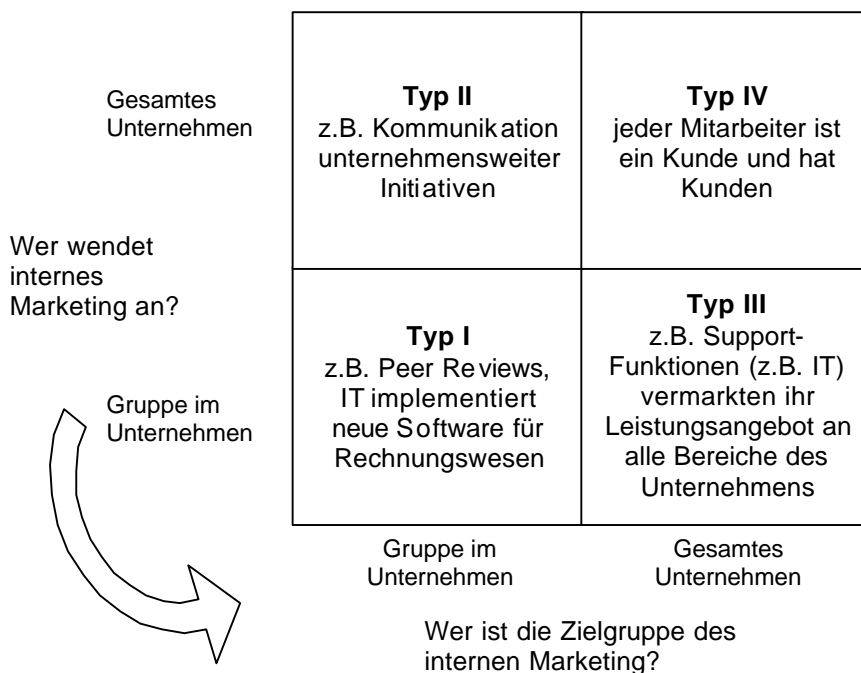 Gesamtes
Unternehmen
Typ II
z.B. Kommunikation
unternehmensweiter
Initiativen
Typ IV
jeder Mitarbeiter ist
ein Kunde und hat
Kunden
Wer wendet
internes
Marketing an?
Gruppe im
Unternehmen
Typ I
z.B. Peer Reviews,
IT implementiert
neue Software für
Rechnungswesen
Typ III
z.B. Support-
Funktionen (z.B. IT)
vermarkten ihr
Leistungsangebot an
alle Bereiche des
Unternehmens
Gruppe im
Unternehmen
Gesamtes
Unternehmen
Wer ist die Zielgruppe des
internen Marketing?